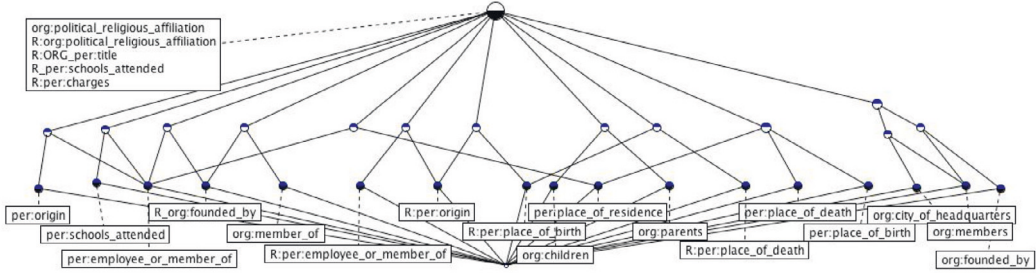 org:political_religious_affiliation
R:org:political_religious_affiliation
R:ORG_per:title
R_per:schools_attended
R:per:charges
per:origin
R_org:founded_by
R:per:origin
per:place_of_residence
per:place_of_death
org:city_of_headquarters
per:schools_attended
org:member_of
R:per:place_of_birth
org:parents
per:place_of_birth
org:members
per:employee_or_member_of
R:per:employee_or_member_of
org:children
R:per:place_of_death
org:founded_by